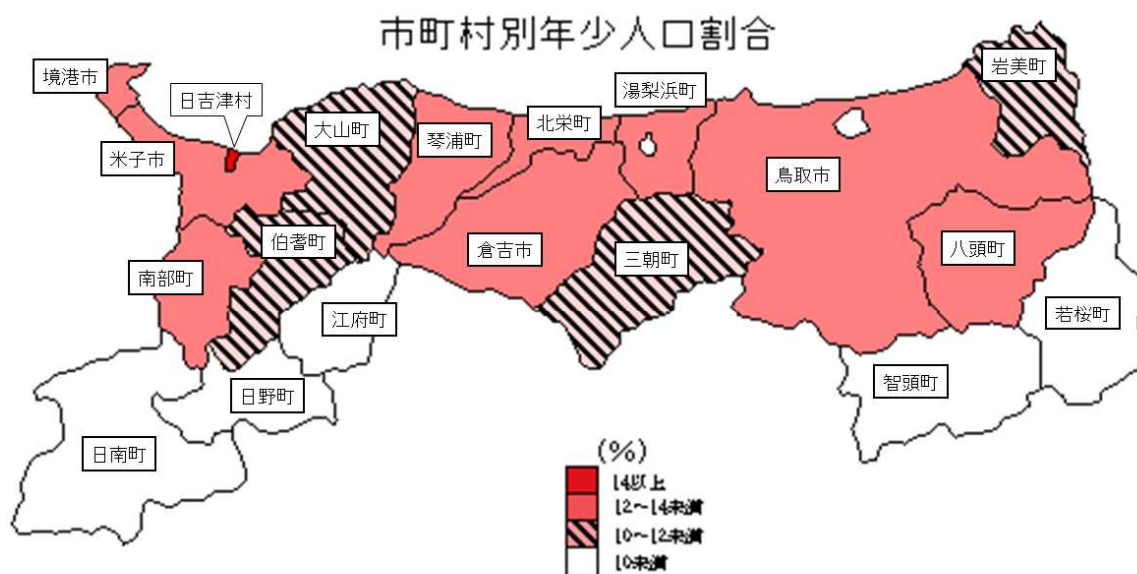 市町村別年少人口割合
境港市
日吉津村
大山町
琴浦町
北栄町
湯梨浜町
岩美町
米子市
鳥取市
伯耆町
倉吉市
三朝町
八頭町
南部町
江府町
若桜町
智頭町
日野町
日南町
(%)
14以上
12~14未満
10~12未満
10未満